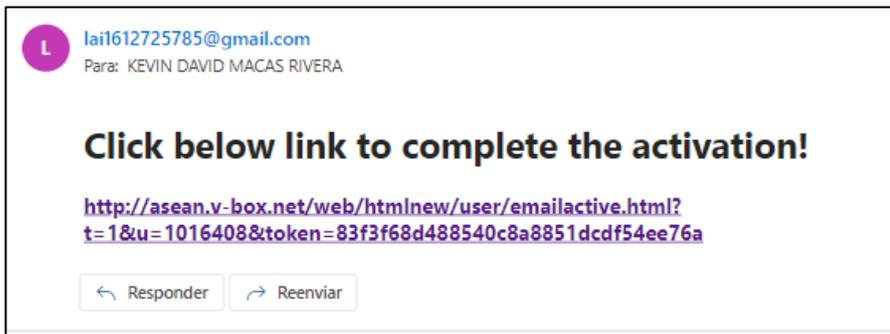 L
lai1612725785@gmail.com
Para: KEVIN DAVID MACAS RIVERA
Click below link to complete the activation!
http://asean.v-box.net/web/htmlnew/user/emailactive.html?
t=1&u=1016408&token=83f3f68d488540c8a8851dcdf54ee76a
Responder Reenviar